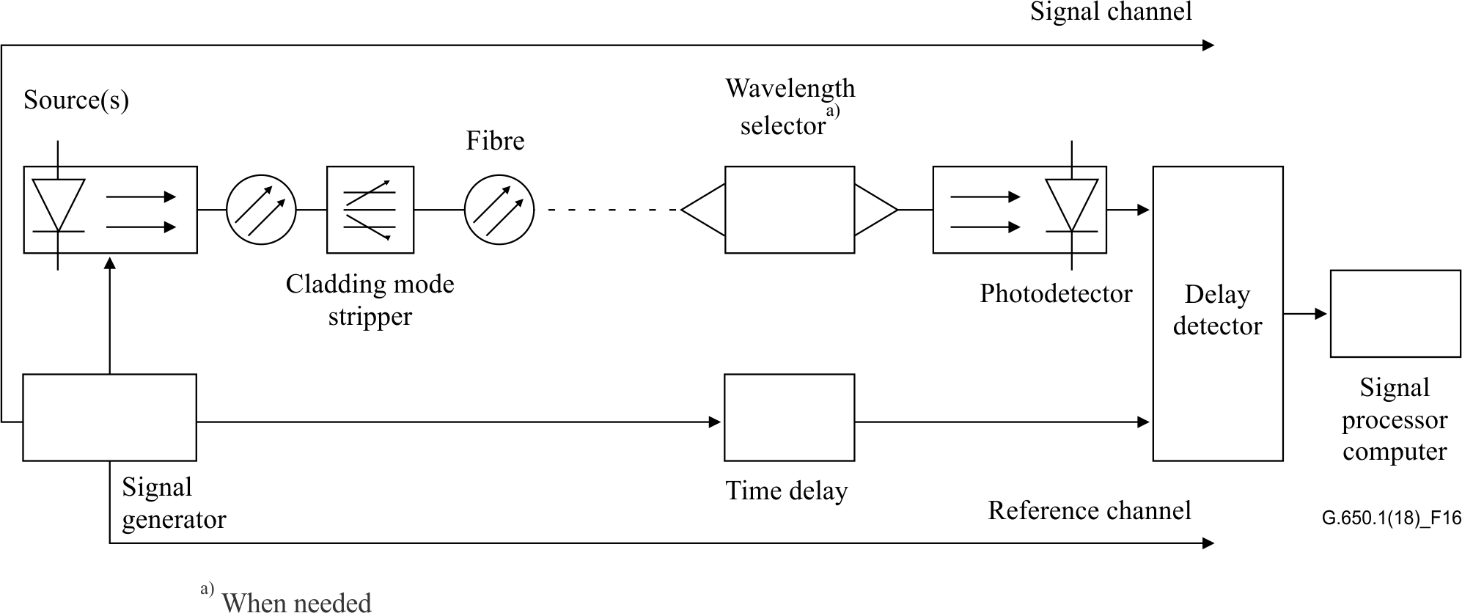 Signal channel
Source(s)
Wavelength
selector a)
Fibre
Cladding mode
stripper
Photodetector
Delay
detector
Signal
processor
computer
Signal
generator
Time delay
Reference channel
G.650.1(18)_F16
a) When needed